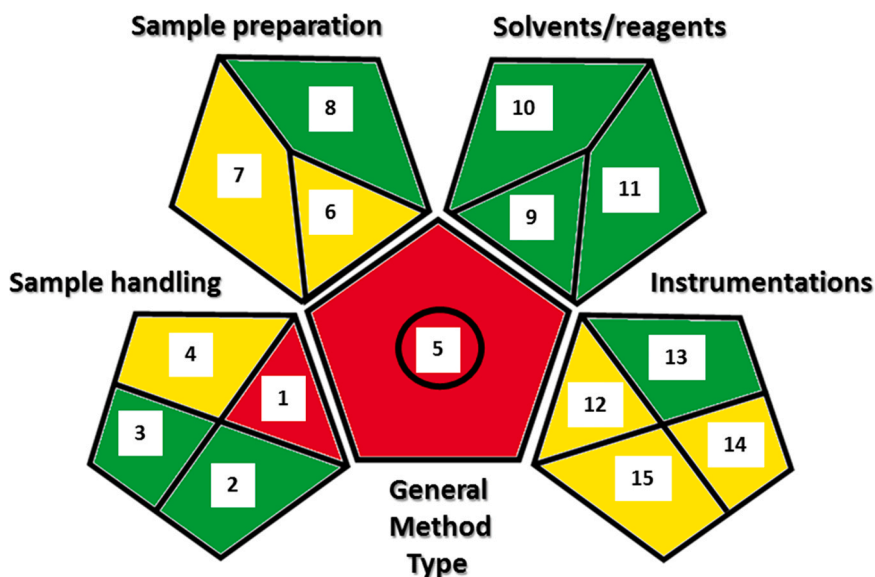 Sample preparation
Solvents/reagents
8
10
7
11
6
9
Sample handling
Instrumentations
4
5
13
1
12
3
14
2
15
General
Method
Type